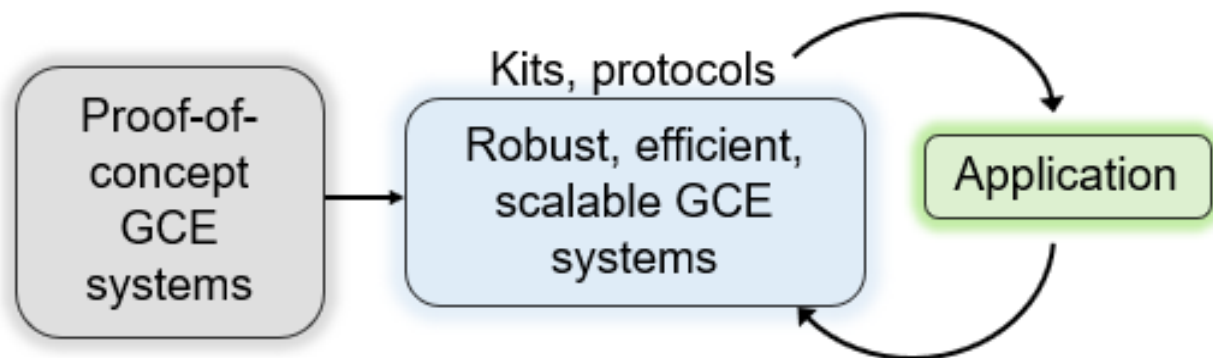 Proof-of-
concept
GCE
systems
Kits, protocols
Robust, efficient,
scalable GCE
systems
Application